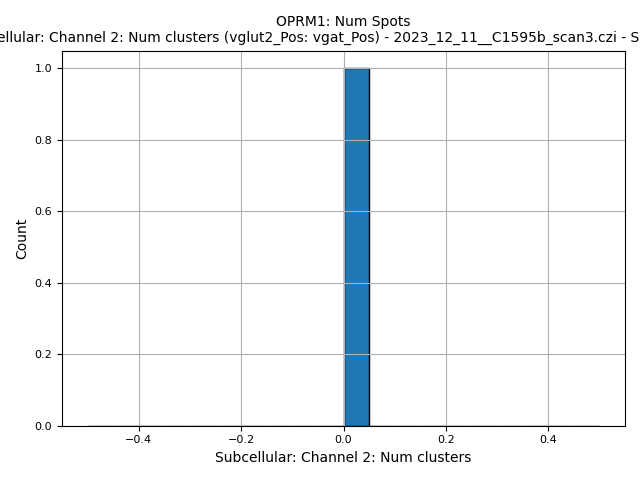 OPRM1: Num Spots
ellular: Channel 2: Num clusters (vglut2_Pos: vgat_Pos) - 2023_12_11__C1595b_scan3.czi - S
1.0
0.8
0.6
0.4
0.2
0.0
Count
−0.4 −0.2 0.0 0.2 0.4
Subcellular: Channel 2: Num clusters